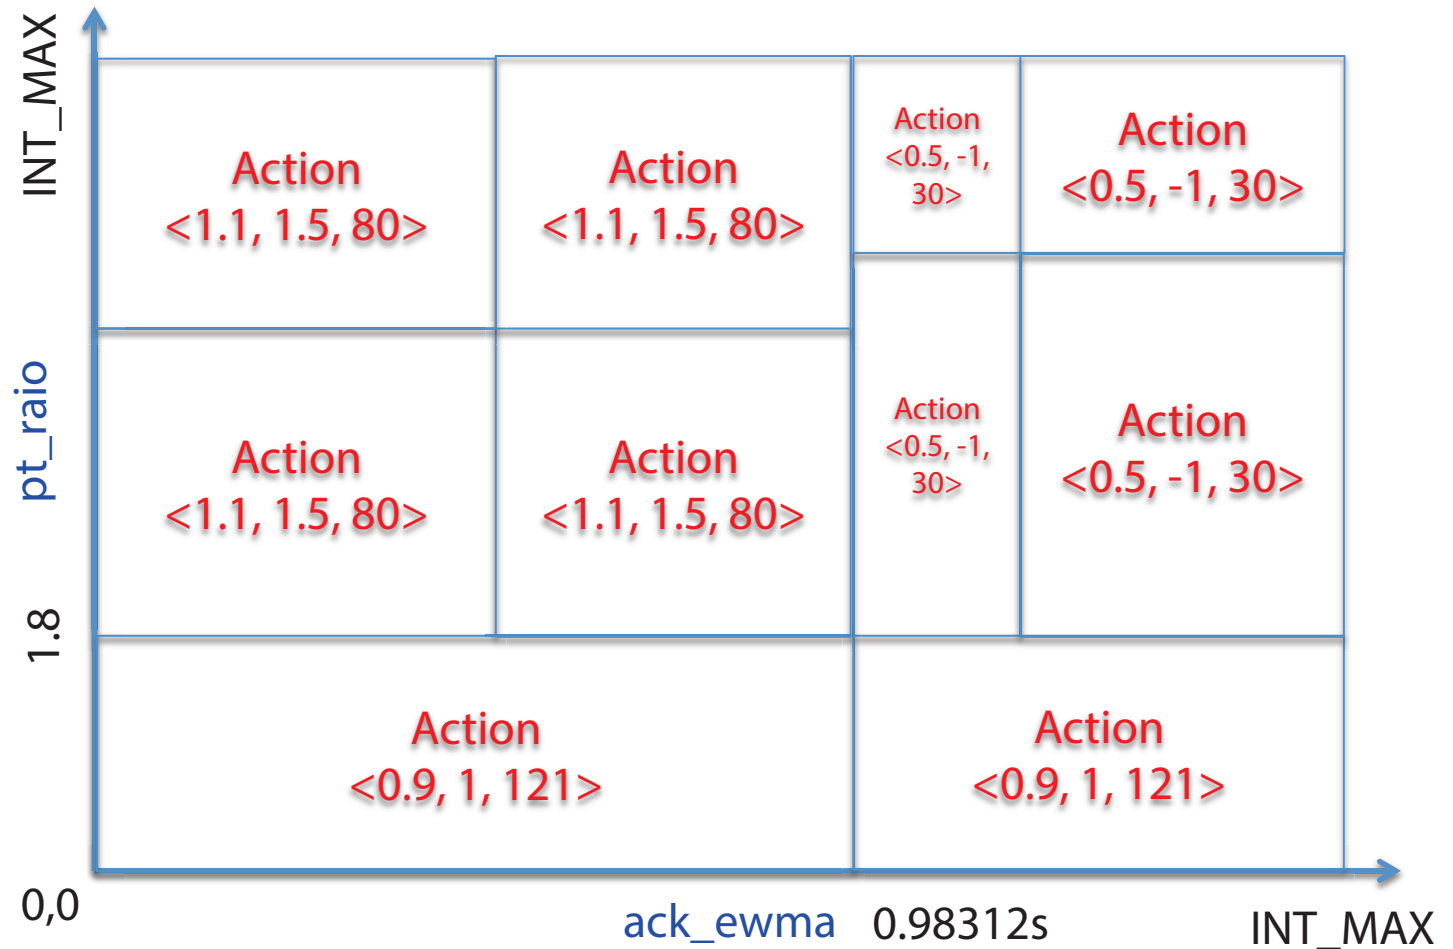 INT_MAX
Action
<1.1, 1.5, 80>
Action
<1.1, 1.5, 80>
Action
<0.5, -1,
30>
Action
<0.5, -1, 30>
pt_raio
Action
<1.1, 1.5, 80>
Action
<1.1, 1.5, 80>
Action
<0.5, -1,
30>
Action
<0.5, -1, 30>
1.8
Action
<0.9, 1, 121>
Action
<0.9, 1, 121>
0,0
ack_ewma
0.98312s
INT_MAX